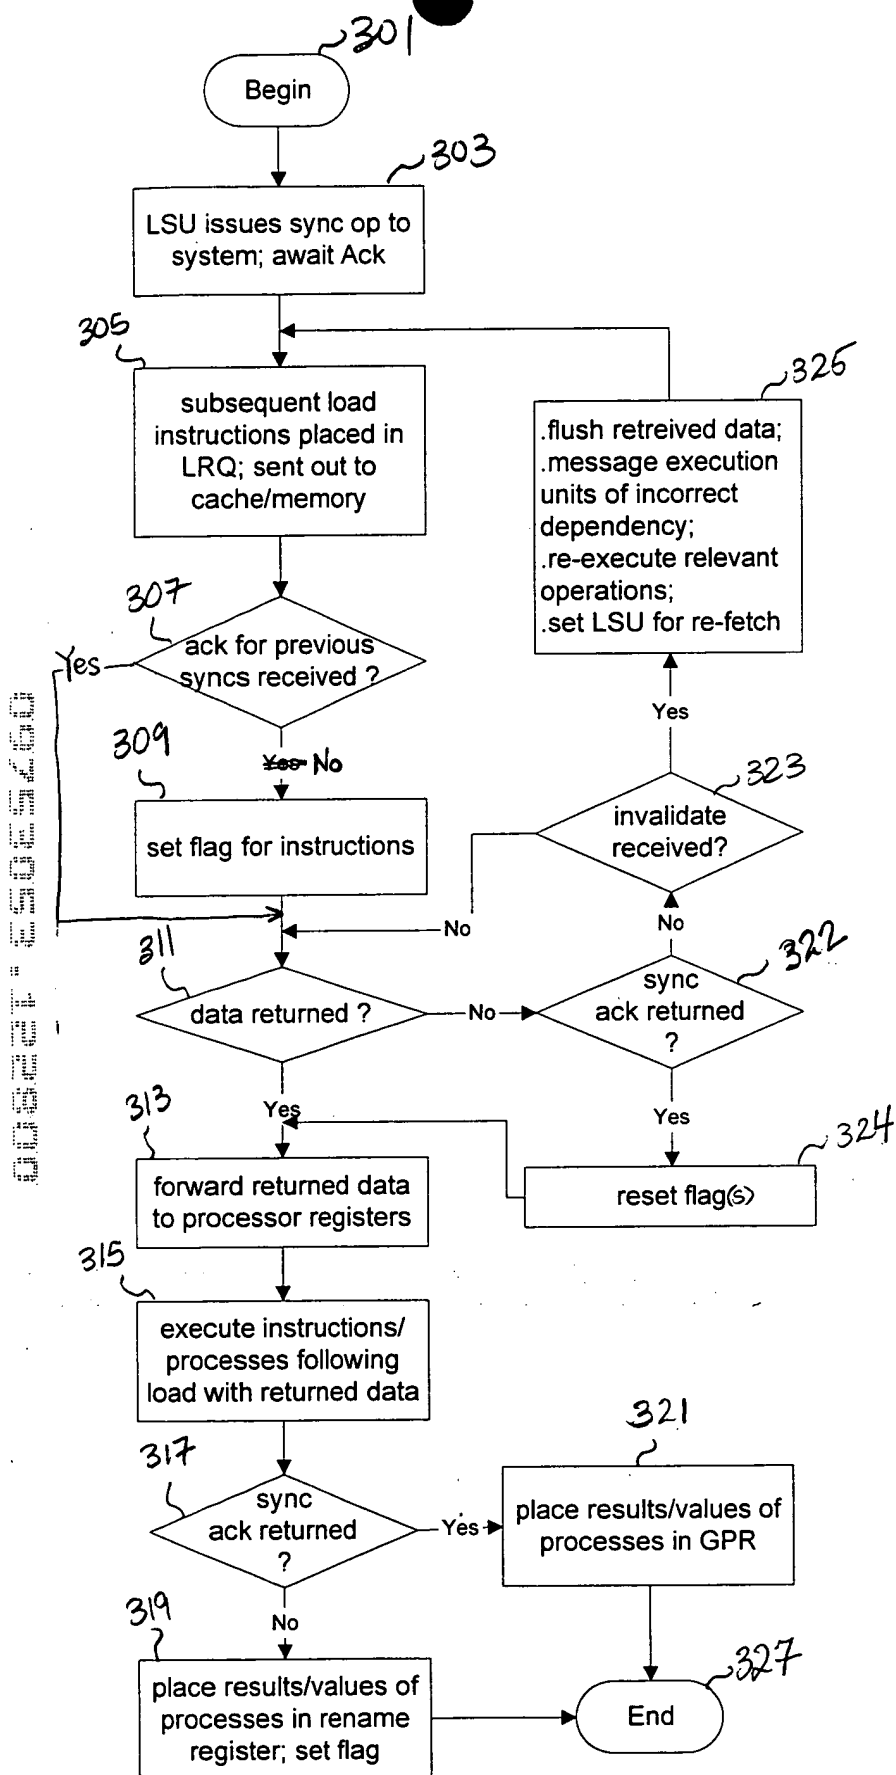 301
Begin
303
LSU issues sync op to
system; await Ack
305
subsequent load
instructions placed in
LRQ; sent out to
cache/memory
325
.flush retreived data;
.message execution
units of incorrect
dependency;
.re-execute relevant
operations;
.set LSU for re-fetch
307
ack for previous
syncs received ?
Yes
Yes No
309
set flag for instructions
Yes
323
invalidate
received?
No
No
311
data returned ?
No
322
sync
ack returned
?
Yes
Yes
313
forward returned data
to processor registers
324
reset flag(s)
315
execute instructions/
processes following
load with returned data
317
sync
ack returned
?
Yes
321
place results/values of
processes in GPR
No
319
place results/values of
processes in rename
register; set flag
327
End